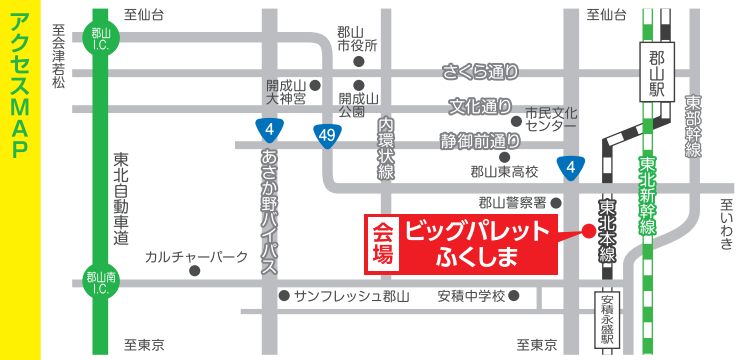 アクセスMAP
至会津若松
郡山
I.C.
至仙台
至仙台
郡山
市役所
開成山
大神宮
開成山
公園
さくら通り
文化通り
静御前通り
市民文化
センター
郡山駅
東部幹線
4
49
内環状線
郡山東高校
4
東北自動車道
あさか野バイパス
郡山警察署
東北本線
東北新幹線
至いわき
会場
ビッグパレット
ふくしま
カルチャーパーク
郡山南
I.C.
サンフレッシュ郡山
安積中学校
安積永盛駅
至東京
至東京